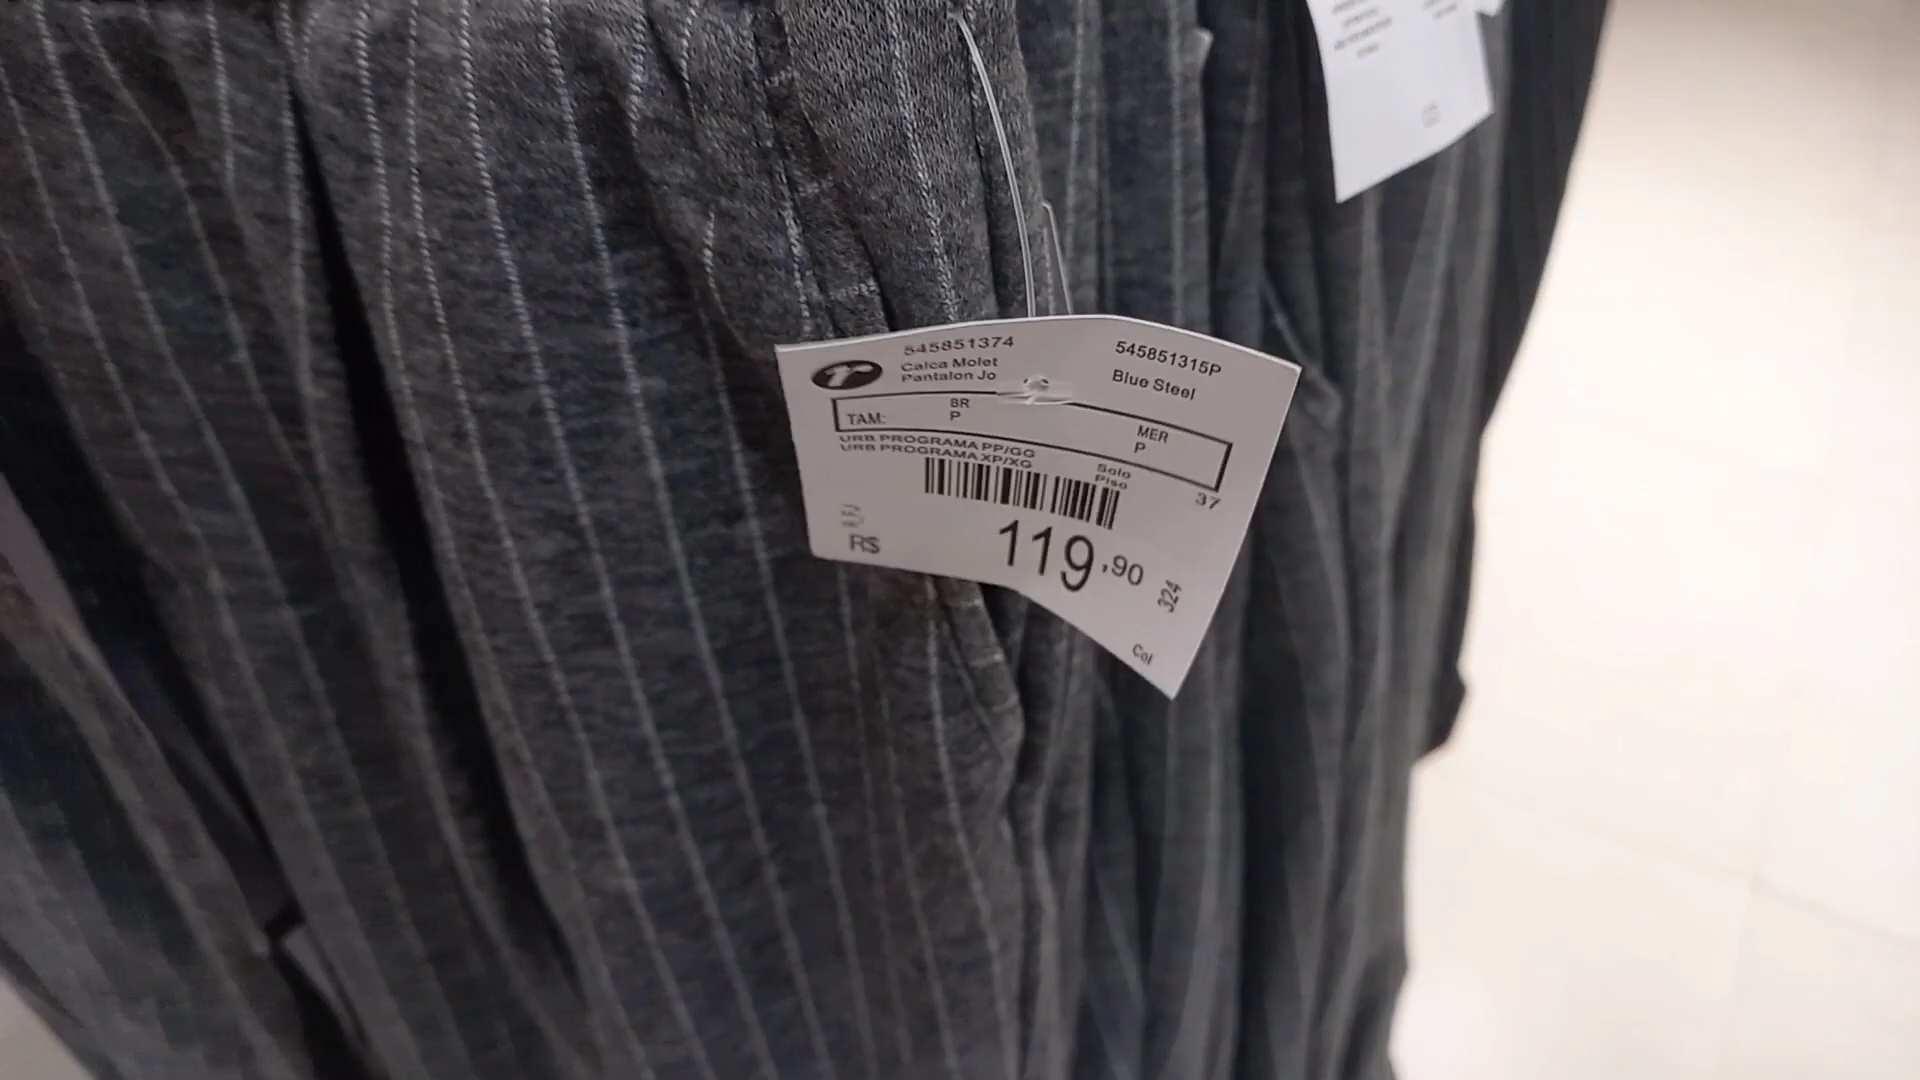 545851374
Calca Molet
Pantalon Jo
545851315P
Blue Steel
TAM:
BR
P
MER
P
URB PROGRAMA PP/GG
URB PROGRAMA XP/XG
Solo
Piso
37
R$
119,90
324
Col